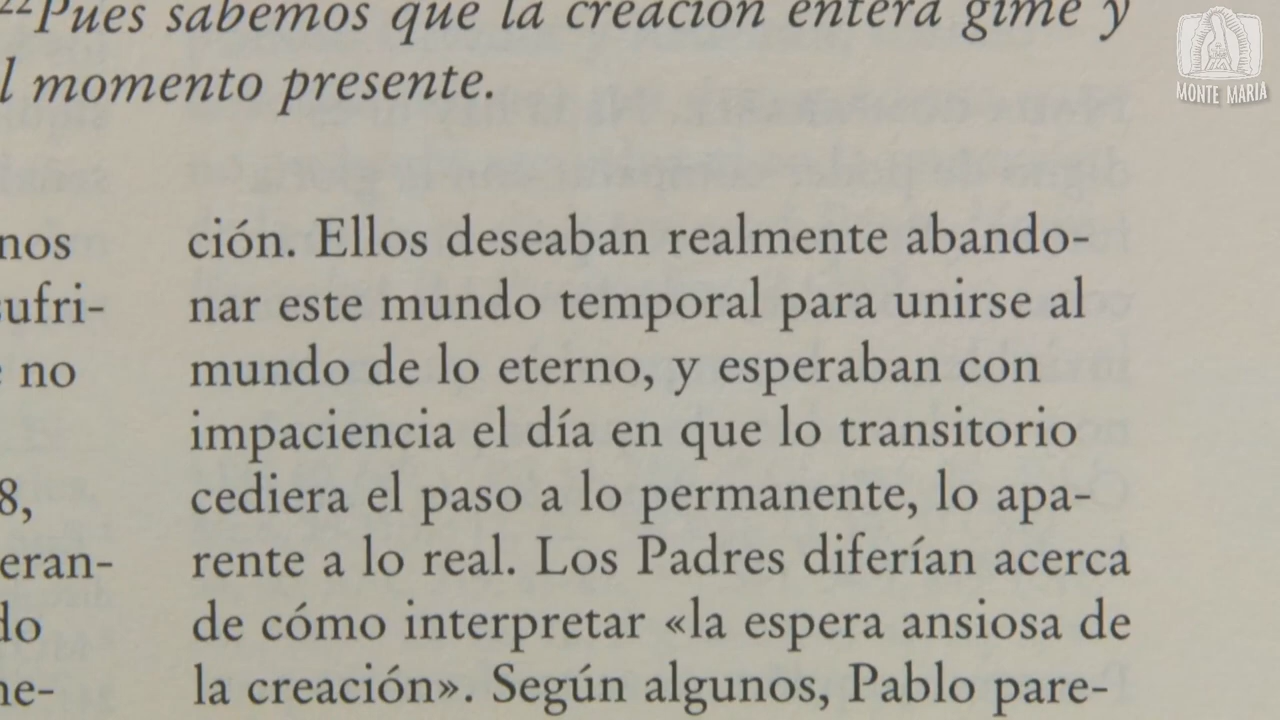 22Pues sabemos que la creación entera gime y
l momento presente.
nos
sufri-
no
8,
eran-
do
ne-
ción. Ellos deseaban realmente abando-
nar este mundo temporal para unirse al
mundo de lo eterno, y esperaban con
impaciencia el día en que lo transitorio
cediera el paso a lo permanente, lo apa-
rente a lo real. Los Padres diferían acerca
de cómo interpretar «la espera ansiosa de
la creación». Según algunos, Pablo pare-
MONTE MARIA